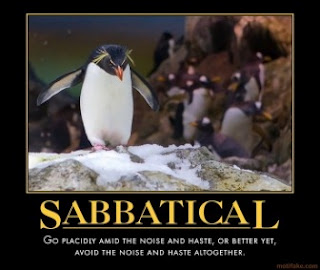 SABBATICAL
GO PLACIDLY AMID THE NOISE AND HASTE, OR BETTER YET,
AVOID THE NOISE AND HASTE ALTOGETHER.
motifake.com